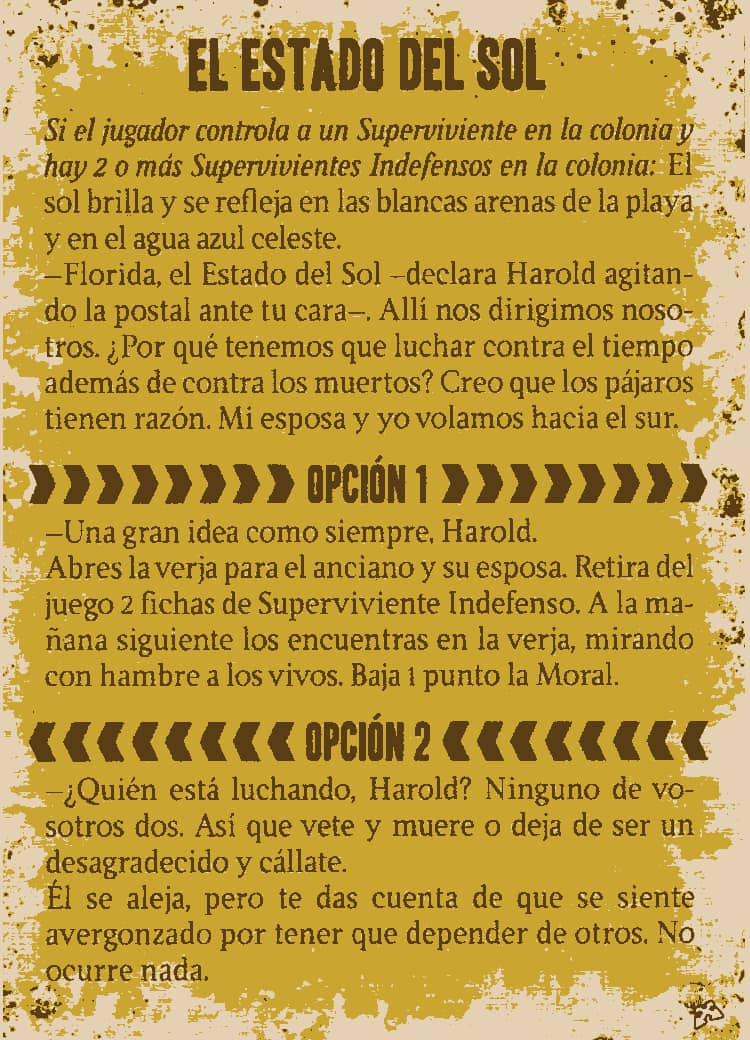 EL ESTADO DEL SOL
Si el jugador controla a un Superviviente en la colonia y
hay 2 o más Supervivientes Indefensos en la colonia: El
sol brilla y se refleja en las blancas arenas de la playa
y en el agua azul celeste.
–Florida, el Estado del Sol –declara Harold agitan-
do la postal ante tu cara–. Allí nos dirigimos noso-
tros. ¿Por qué tenemos que luchar contra el tiempo
además de contra los muertos? Creo que los pájaros
tienen razón. Mi esposa y yo volamos hacia el sur.
OPCIÓN 1
–Una gran idea como siempre, Harold.
Abres la verja para el anciano y su esposa. Retira del
juego 2 fichas de Superviviente Indefenso. A la ma-
ñana siguiente los encuentras en la verja, mirando
con hambre a los vivos. Baja 1 punto la Moral.
OPCIÓN 2
–¿Quién está luchando, Harold? Ninguno de vo-
sotros dos. Así que vete y muere o deja de ser un
desagradecido y cállate.
Él se aleja, pero te das cuenta de que se siente
avergonzado por tener que depender de otros. No
ocurre nada.